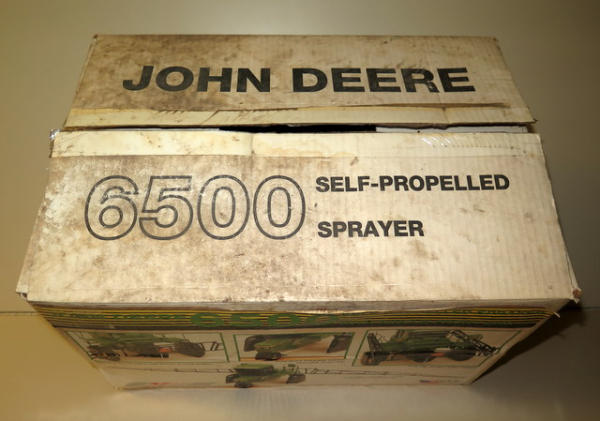 JOHN DEERE
6500
SELF-PROPELLED
SPRAYER